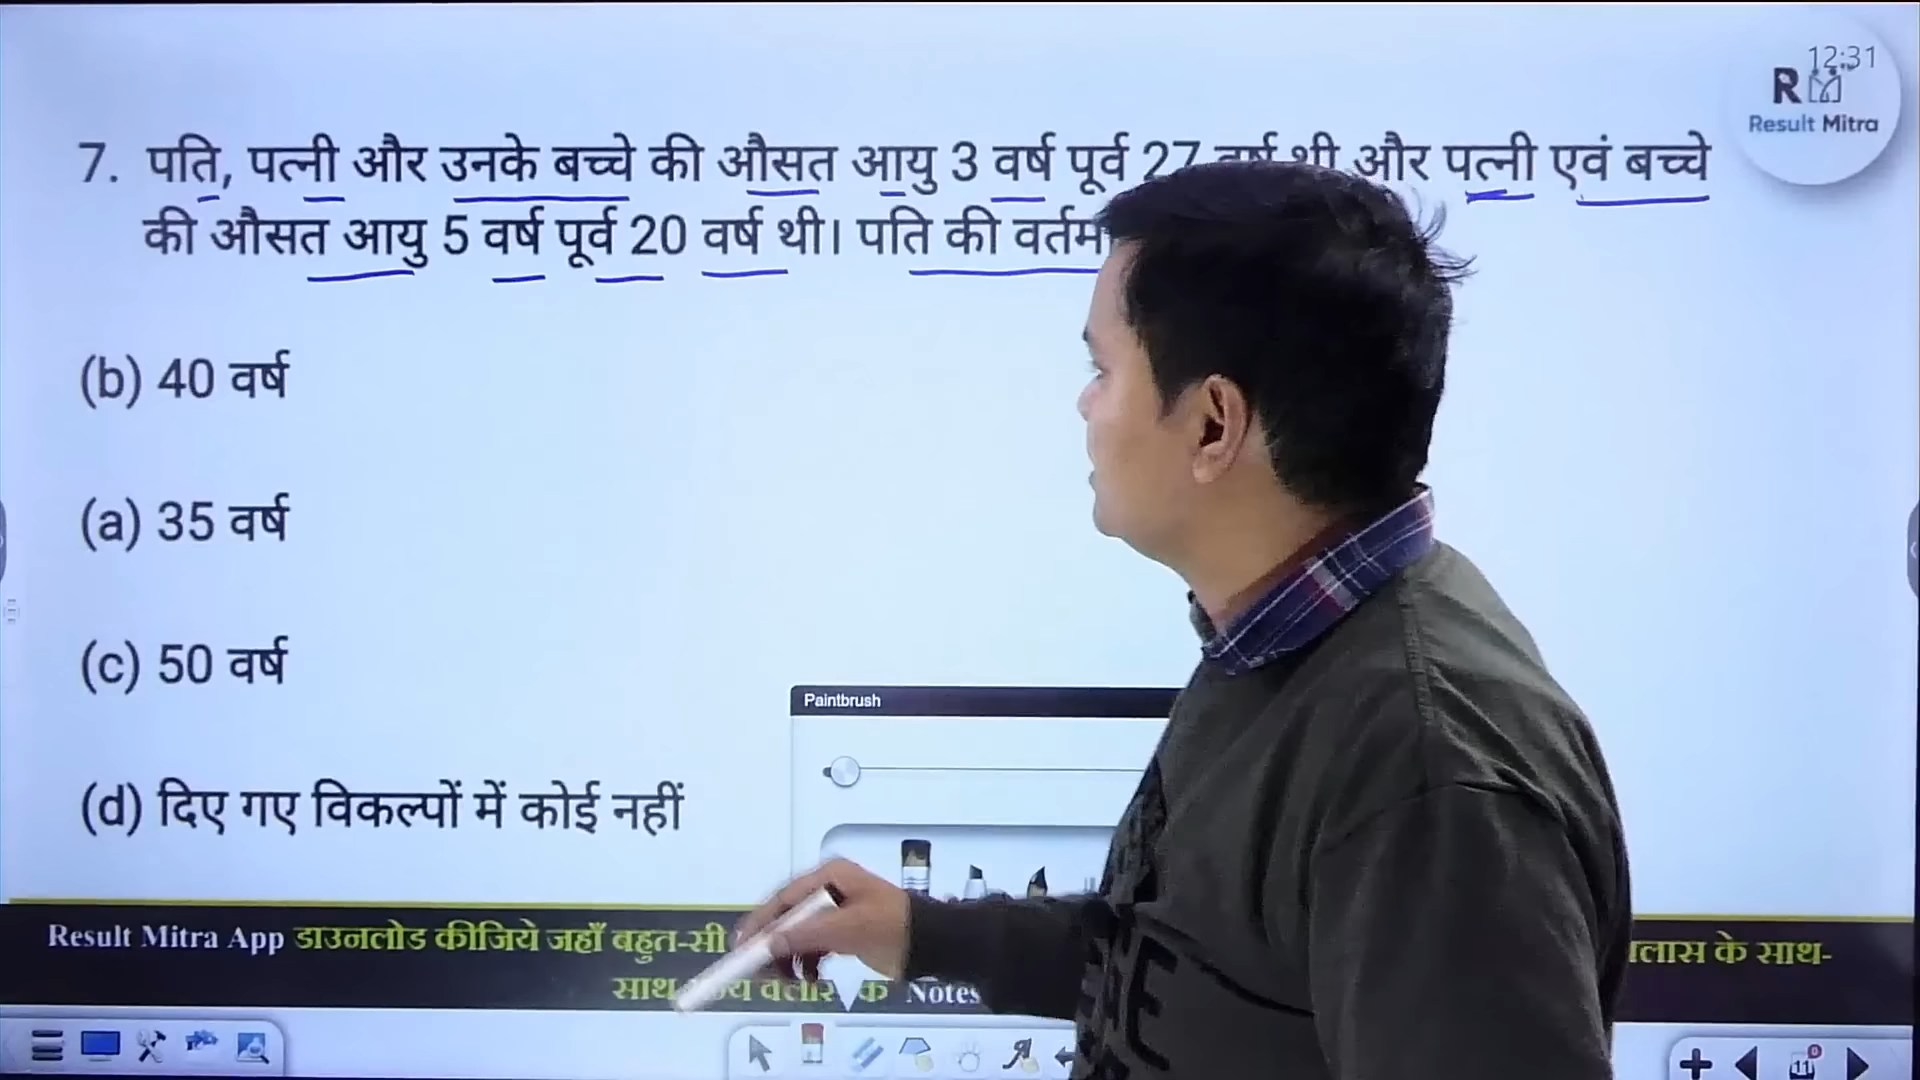 12:31
R
Result Mitra
7. पति, पत्नी और उनके बच्चे की औसत आयु 3 वर्ष पूर्व 27 वर्ष थी और पत्नी एवं बच्चे
की औसत आयु 5 वर्ष पूर्व 20 वर्ष थी। पति की
(b) 40 वर्ष
(a) 35 वर्ष
(c) 50 वर्ष
(d) दिए गए विकल्पों में कोई नहीं
Paintbrush
Result Mitra App डाउनलोड कीजिये जहाँ बहुत-सी के साथ-
Notes